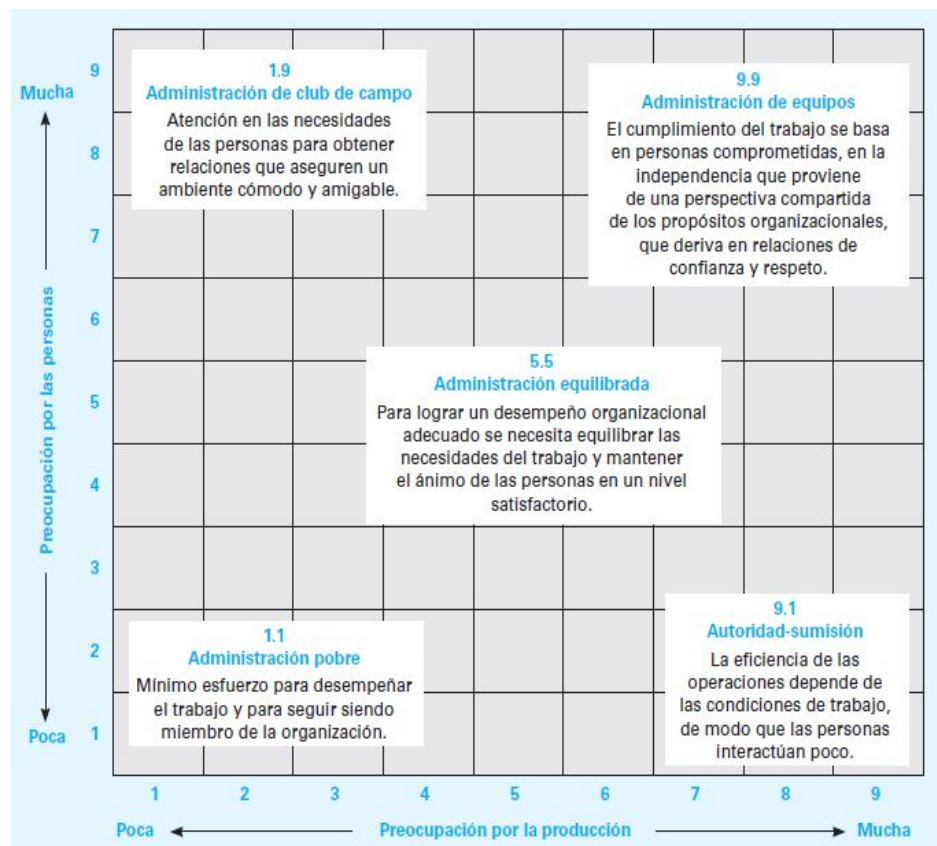 9
Mucha
8
7
6
5
4
3
2
Poca
1
Preocupación por las personas
1.9
Administración de club de campo
Atención en las necesidades
de las personas para obtener
relaciones que aseguren un
ambiente cómodo y amigable.
9.9
Administración de equipos
El cumplimiento del trabajo se basa
en personas comprometidas, en la
independencia que proviene
de una perspectiva compartida
de los propósitos organizacionales,
que deriva en relaciones de
confianza y respeto.
5.5
Administración equilibrada
Para lograr un desempeño organizacional
adecuado se necesita equilibrar las
necesidades del trabajo y mantener
el ánimo de las personas en un nivel
satisfactorio.
1.1
Administración pobre
Mínimo esfuerzo para desempeñar
el trabajo y para seguir siendo
miembro de la organización.
9.1
Autoridad-sumisión
La eficiencia de las
operaciones depende de
las condiciones de trabajo,
de modo que las personas
interactúan poco.
1 2 3 4 5 6 7 8 9
Poca Preocupación por la producción Mucha